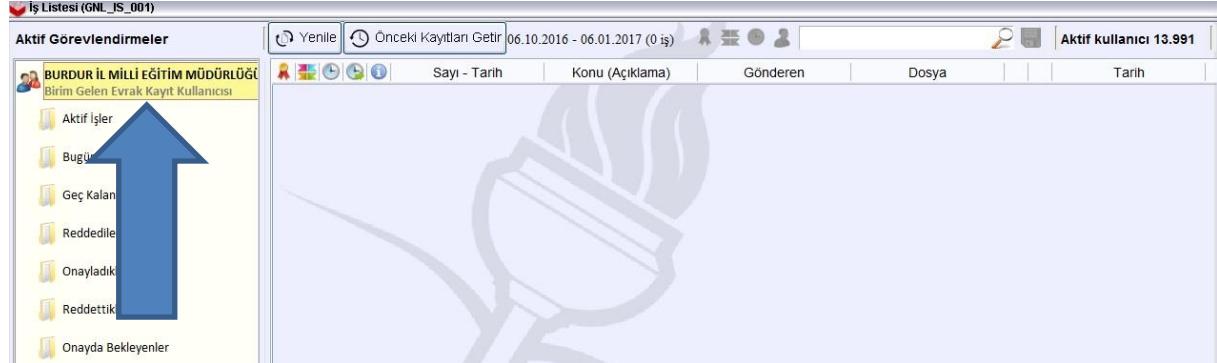 İş Listesi (GNL_IS_001)
Aktif Görevlendirmeler
Yenile
Önceki Kayıtları Getir
06.10.2016 - 06.01.2017 (0 iş)
Aktif kullanıcı 13.991
BURDUR İL MİLLİ EĞİTİM MÜDÜRLÜĞÜ
Birim Gelen Evrak Kayıt Kullanıcısı
Sayı - Tarih
Konu (Açıklama)
Gönderen
Dosya
Tarih
Aktif İşler
Bugün
Geç Kalan
Reddedile
Onayladık
Reddettik
Onayda Bekleyenler